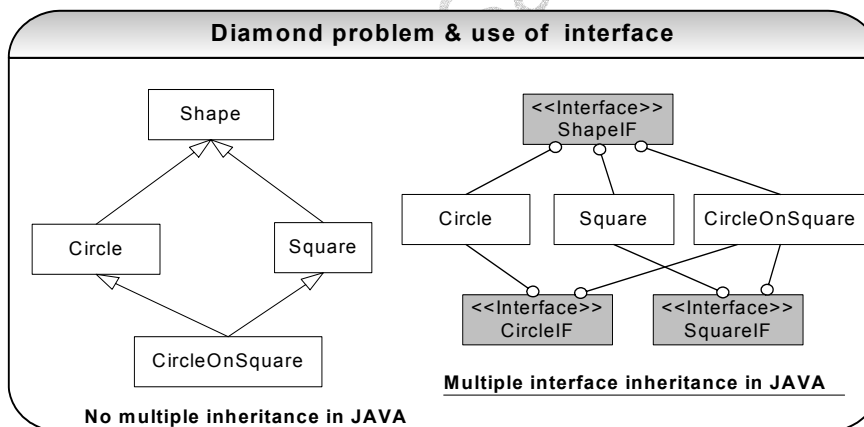 Diamond problem & use of interface
Shape
Circle
Square
CircleOnSquare
No multiple inheritance in JAVA
<<Interface>>
ShapeIF
Circle
Square
CircleOnSquare
<<Interface>>
CircleIF
<<Interface>>
SquareIF
Multiple interface inheritance in JAVA